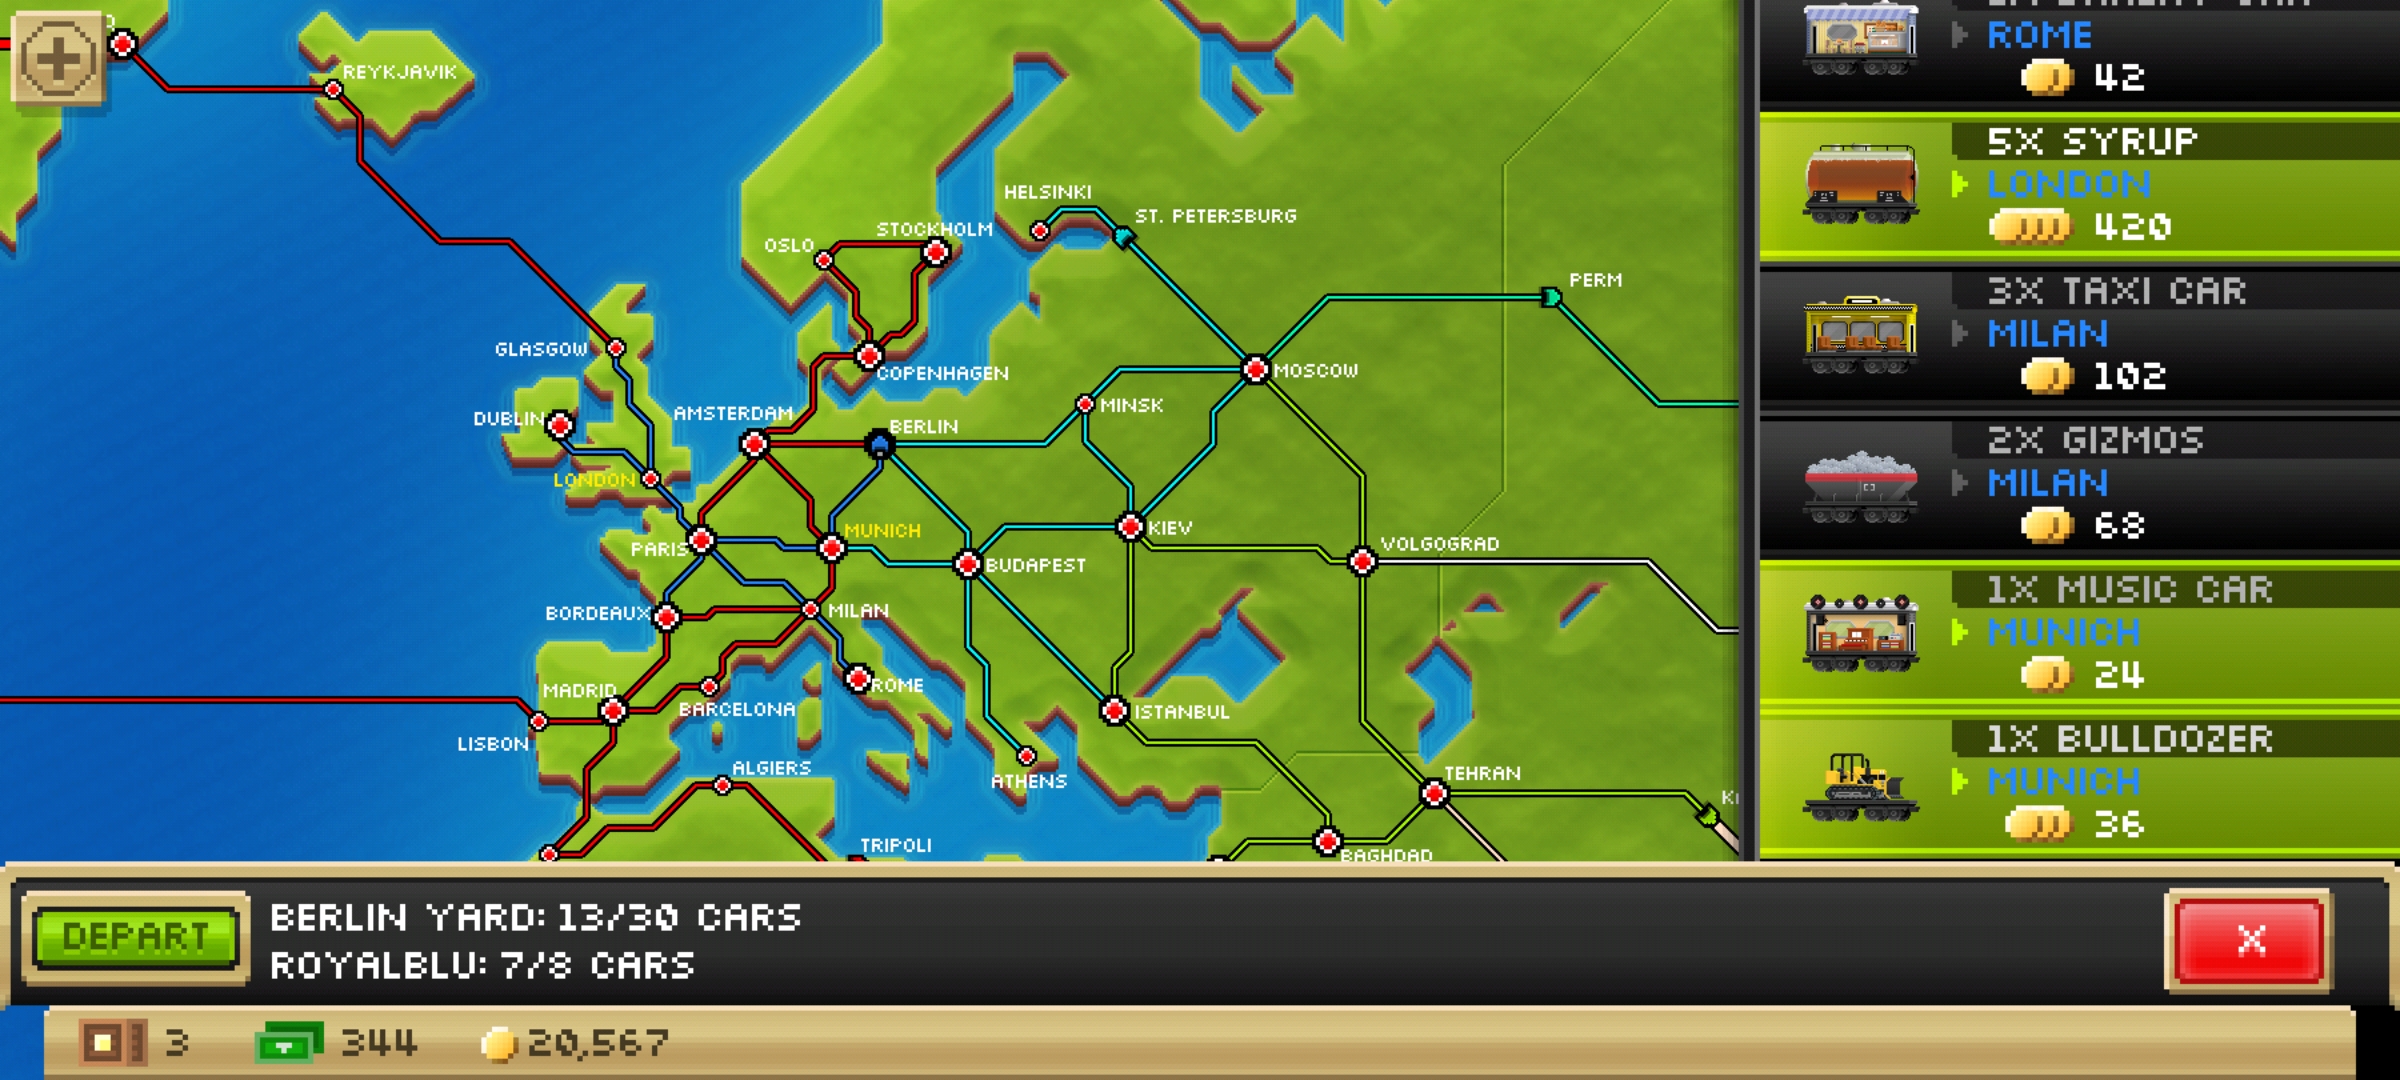 REYKJAVIK
HELSINKI
ST. PETERSBURG
STOCKHOLM
OSLO
PERM
GLASGOW
COPENHAGEN
MOSCOW
MINSK
DUBLIN
AMSTERDAM
BERLIN
LONDON
MUNICH
KIEV
PARIS
VOLGOGRAD
BUDAPEST
BORDEAUX
MILAN
MADRID
ROME
BARCELONA
ISTANBUL
LISBON
ATHENS
ALGIERS
TEHRAN
TRIPOLI
BAGHDAD
ROME
42
5X SYRUP
LONDON
420
3X TAXI CAR
MILAN
102
2X GIZMOS
MILAN
68
1X MUSIC CAR
MUNICH
24
1X BULLDOZER
MUNICH
36
DEPART
BERLIN YARD: 13/30 CARS
ROYALBLU: 7/8 CARS
X
3
344
20,567